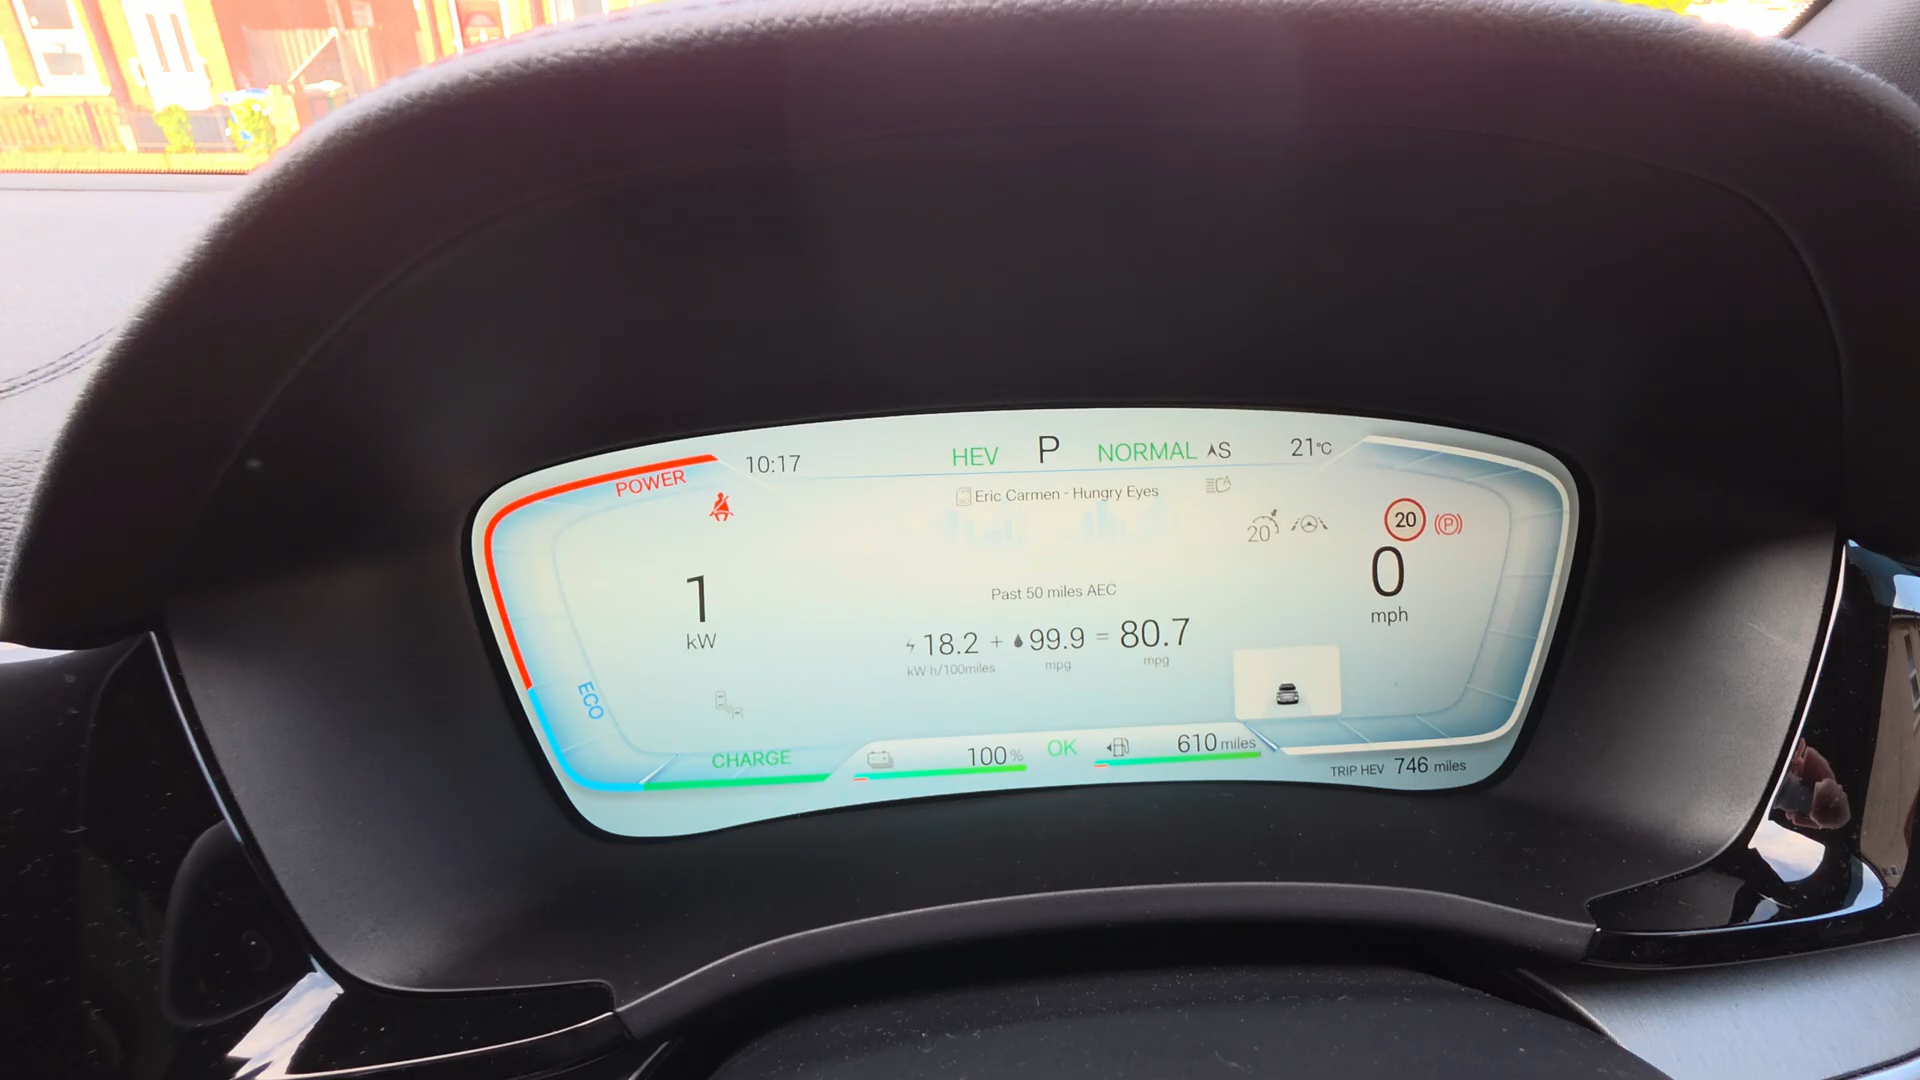 10:17 HEV P NORMAL S 21°C
POWER
Eric Carmen - Hungry Eyes
20 20 P
1
kW
0
mph
Past 50 miles AEC
18.2 + 99.9 = 80.7
kW·h/100miles mpg mpg
ECO
CHARGE 100% OK 610 miles
TRIP HEV 746 miles